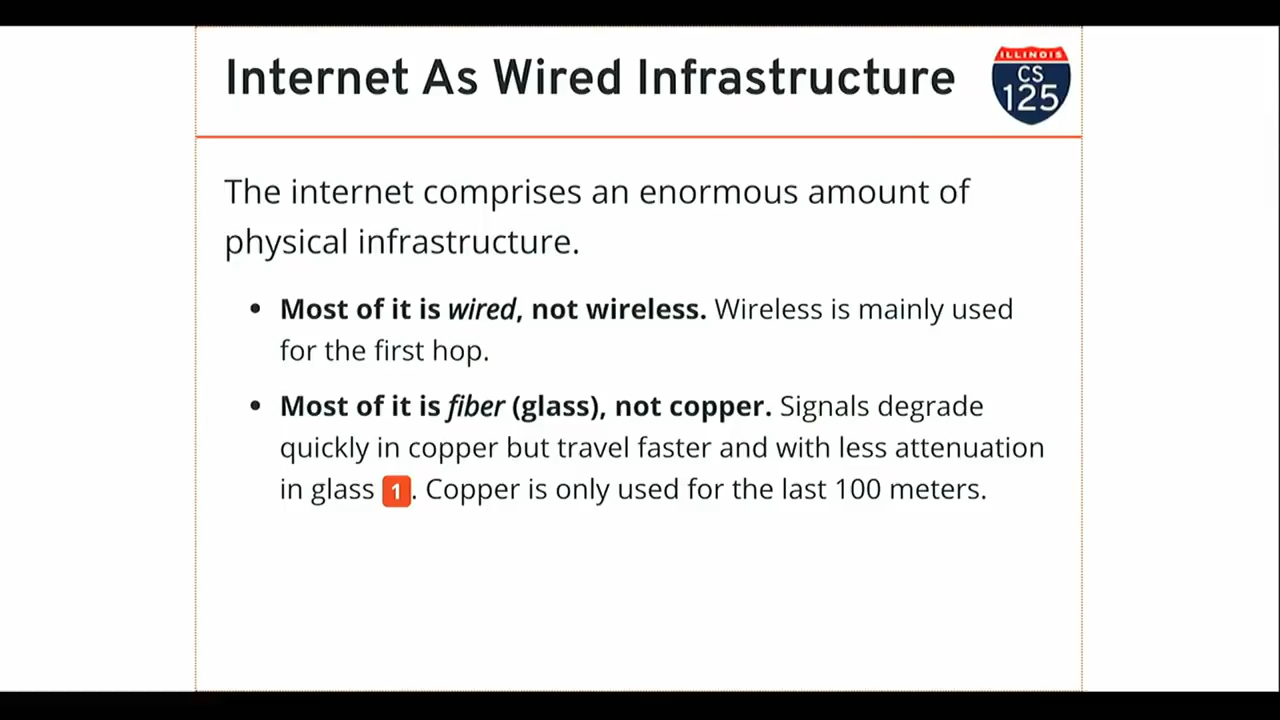 Internet As Wired Infrastructure
ILLINOIS
CS
125
The internet comprises an enormous amount of
physical infrastructure.
• Most of it is wired, not wireless. Wireless is mainly used
for the first hop.
• Most of it is fiber (glass), not copper. Signals degrade
quickly in copper but travel faster and with less attenuation
in glass 1. Copper is only used for the last 100 meters.